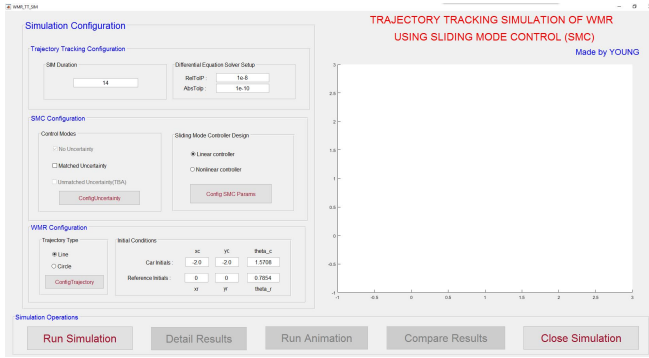 WMR_TT_SIM
Simulation Configuration
Trajectory Tracking Configuration
SIM Duration
14
Differential Equation Solver Setup
RelTolP : 1e-8
AbsTolp : 1e-10
SMC Configuration
Control Modes
No Uncertainty
Matched Uncertainty
Unmatched Uncertainty(TBA)
ConfigUncertainty
Sliding Mode Controller Design
Linear controller
Nonlinear controller
Config SMC Params
WMR Configuration
Trajectory Type
Line
Circle
ConfigTrajectory
Initial Conditions
xc yc theta_c
Car Initials : -2.0 -2.0 1.5708
Reference Initials : 0 0 0.7854
xr yr theta_r
TRAJECTORY TRACKING SIMULATION OF WMR
USING SLIDING MODE CONTROL (SMC)
Made by YOUNG
3
2.5
2
1.5
1
0.5
0
-0.5
-1
-1 -0.5 0 0.5 1 1.5 2 2.5 3
Simulation Operations
Run Simulation Detail Results Run Animation Compare Results Close Simulation